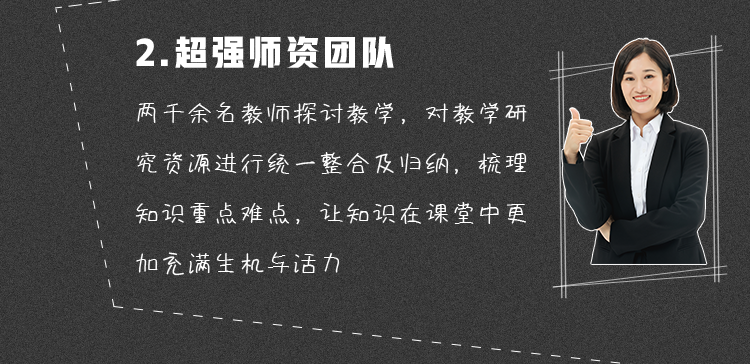 2.超强师资团队
两千余名教师探讨教学，对教学研
究资源进行统一整合及归纳，梳理
知识重点难点，让知识在课堂中更
加充满生机与活力